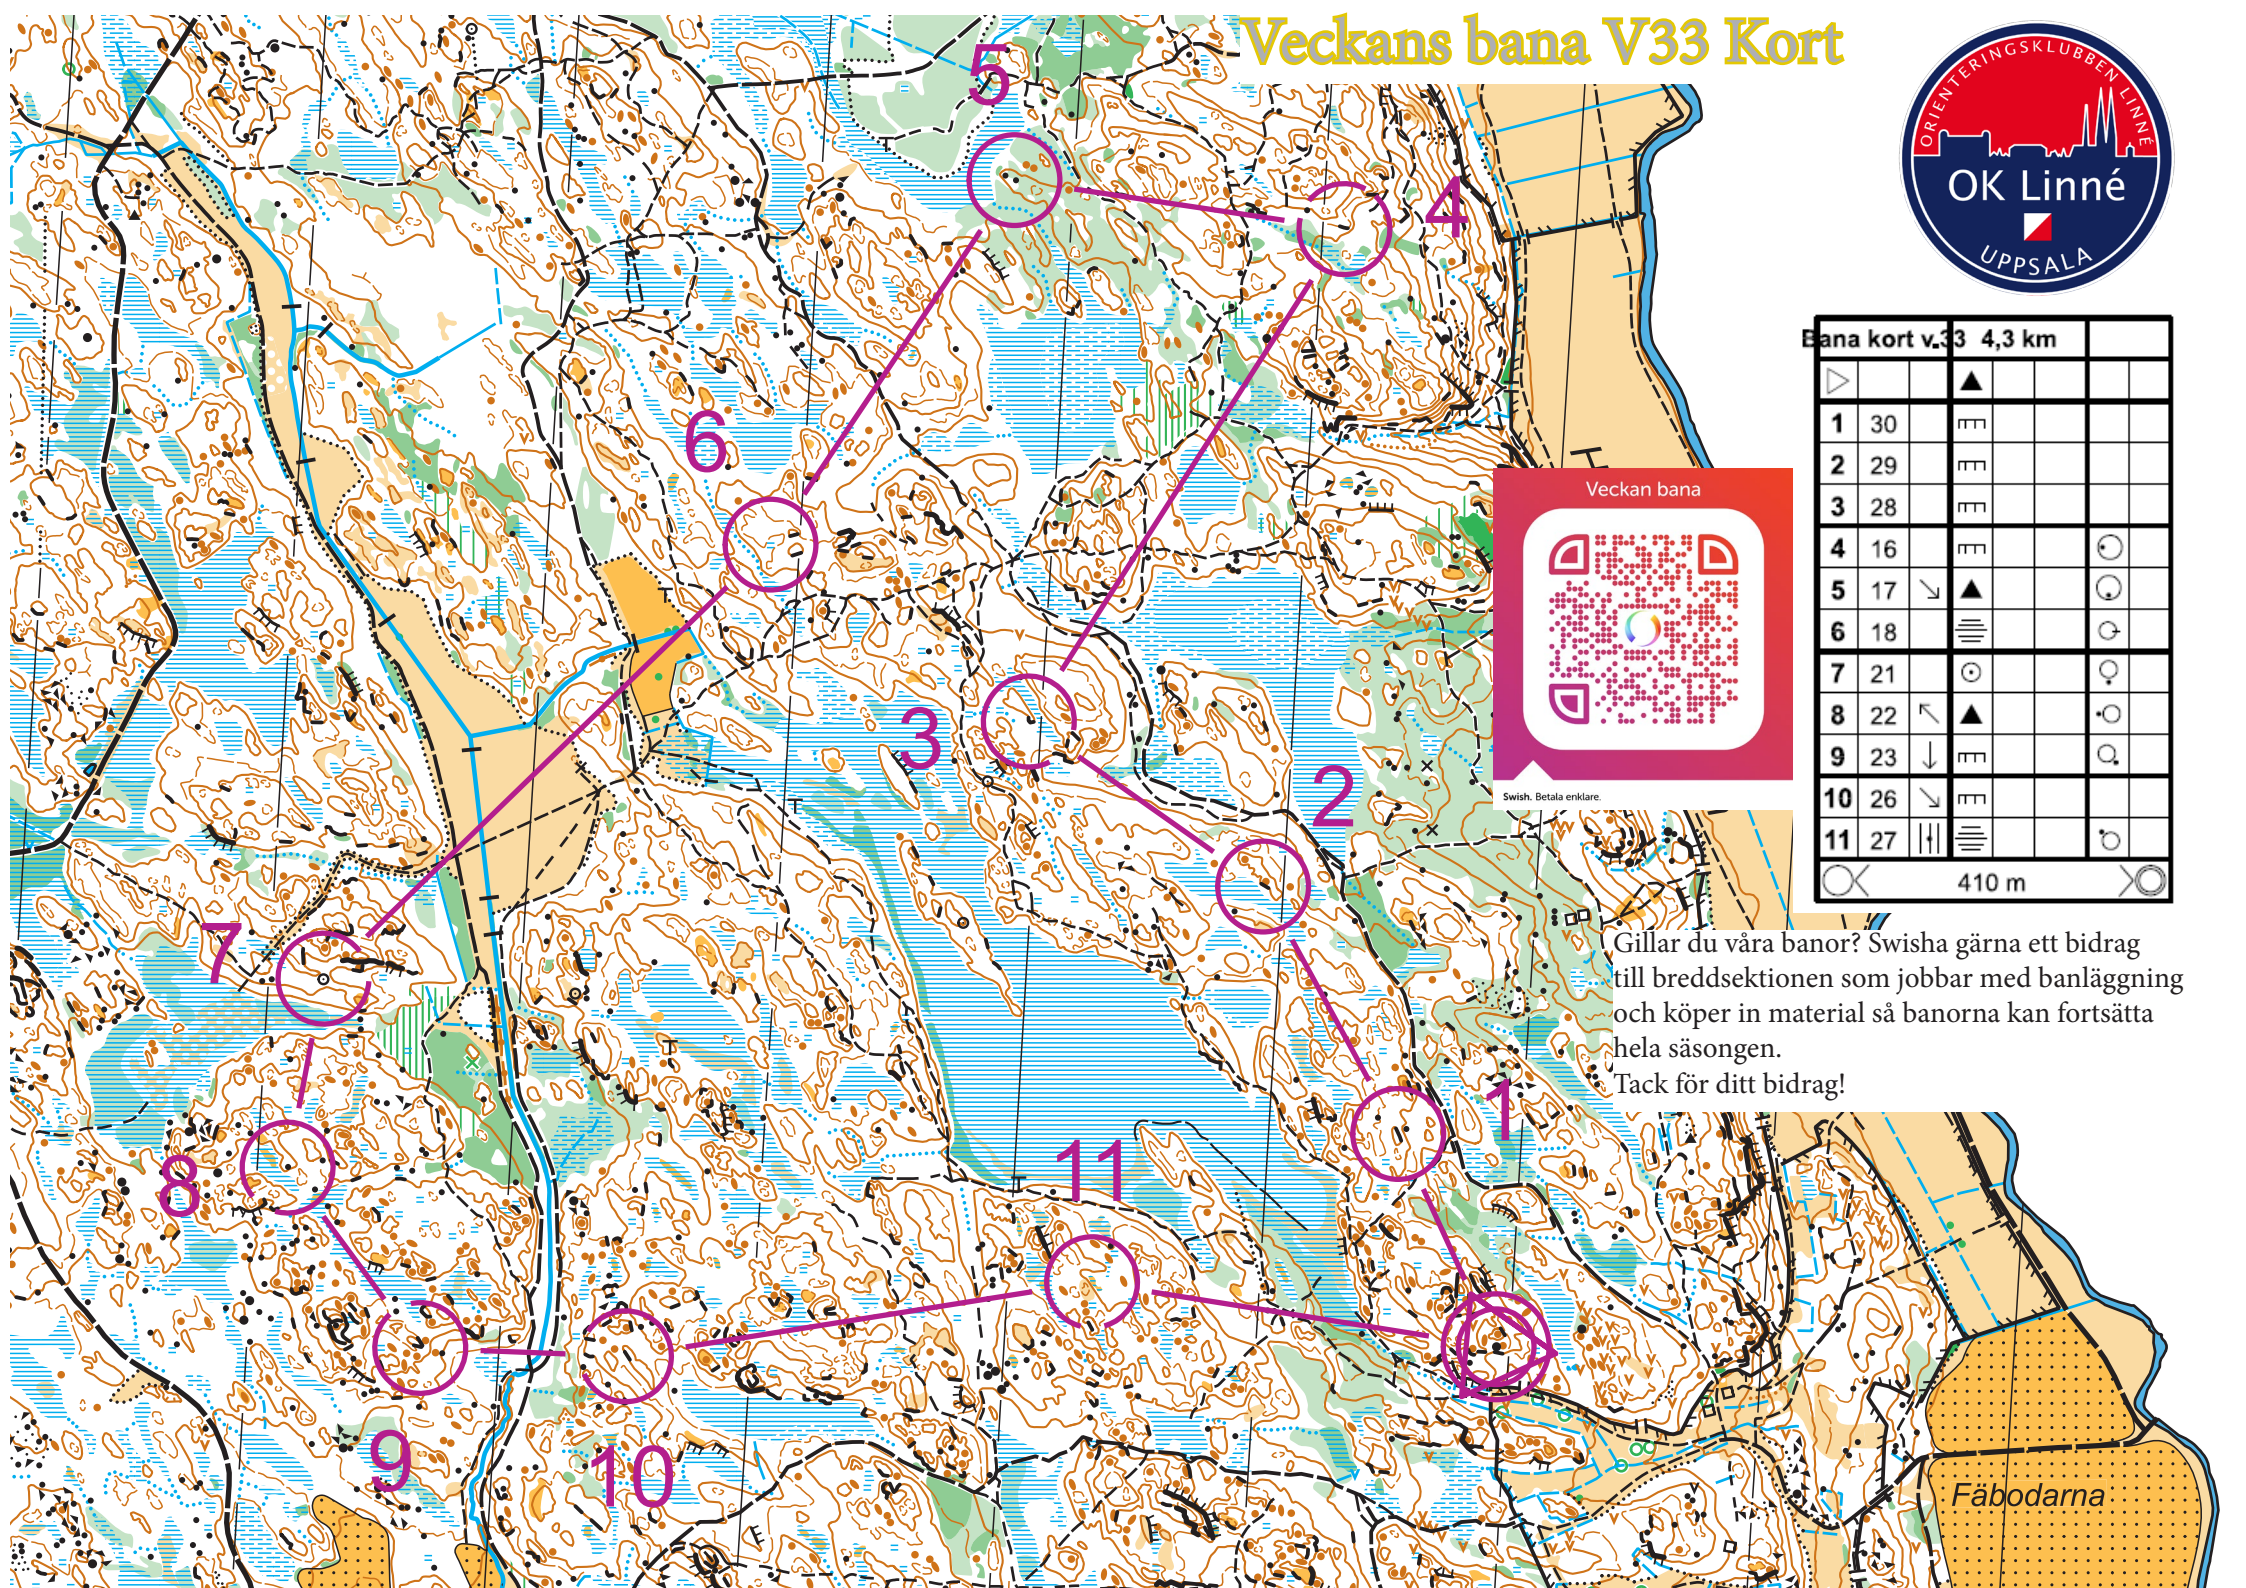 Veckans bana V33 Kort
ORIENTERINGSKLUBBEN LINNÉ
OK Linné
UPPSALA
Bana kort v.33 4,3 km
1 30
2 29
3 28
4 16
5 17
6 18
7 21
8 22
9 23
10 26
11 27
410 m
Veckan bana
Swish. Betala enklare.
Gillar du våra banor? Swisha gärna ett bidrag
till breddsektionen som jobbar med banläggning
och köper in material så banorna kan fortsätta
hela säsongen.
Tack för ditt bidrag!
5
4
6
3
2
7
1
11
8
9
10
Fäbodarna